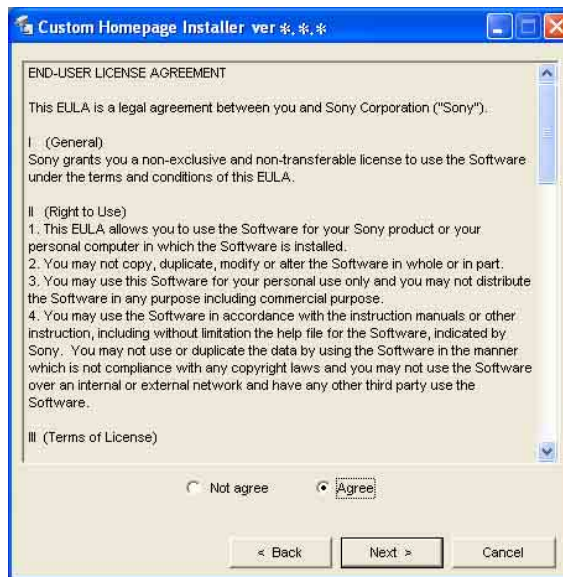 Custom Homepage Installer ver *.*.*
END-USER LICENSE AGREEMENT
This EULA is a legal agreement between you and Sony Corporation ("Sony").
I (General)
Sony grants you a non-exclusive and non-transferable license to use the Software
under the terms and conditions of this EULA.
II (Right to Use)
1. This EULA allows you to use the Software for your Sony product or your
personal computer in which the Software is installed.
2. You may not copy, duplicate, modify or alter the Software in whole or in part.
3. You may use this Software for your personal use only and you may not distribute
the Software in any purpose including commercial purpose.
4. You may use the Software in accordance with the instruction manuals or other
instruction, including without limitation the help file for the Software, indicated by
Sony. You may not use or duplicate the data by using the Software in the manner
which is not compliance with any copyright laws and you may not use the Software
over an internal or external network and have any other third party use the
Software.
III (Terms of License)
Not agree Agree
< Back Next > Cancel